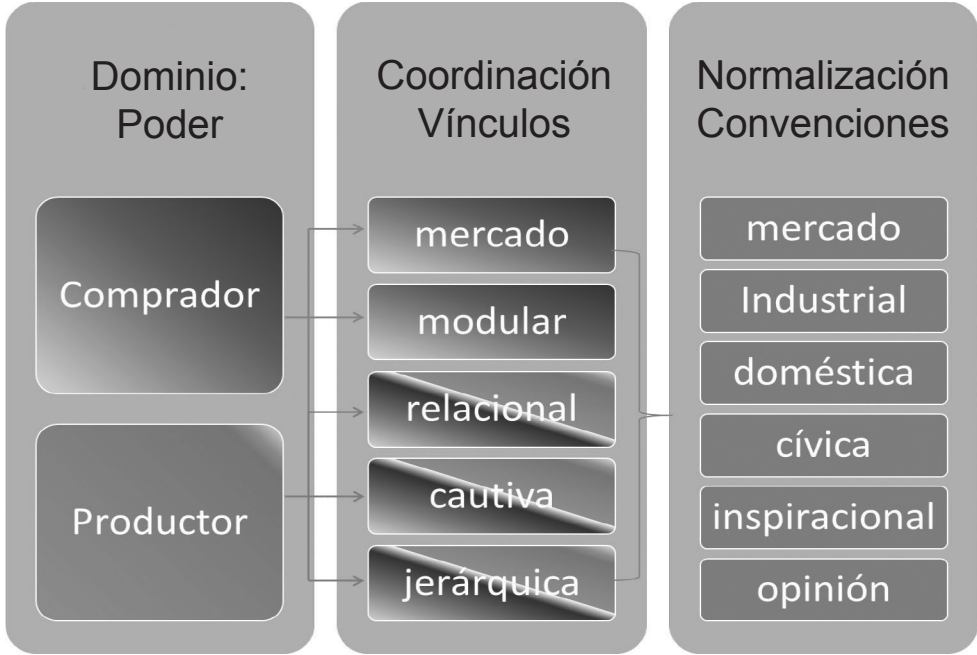 Dominio:
Poder
Comprador
Productor
Coordinación
Vínculos
mercado
modular
relacional
cautiva
jerárquica
Normalización
Convenciones
mercado
Industrial
doméstica
cívica
inspiracional
opinión